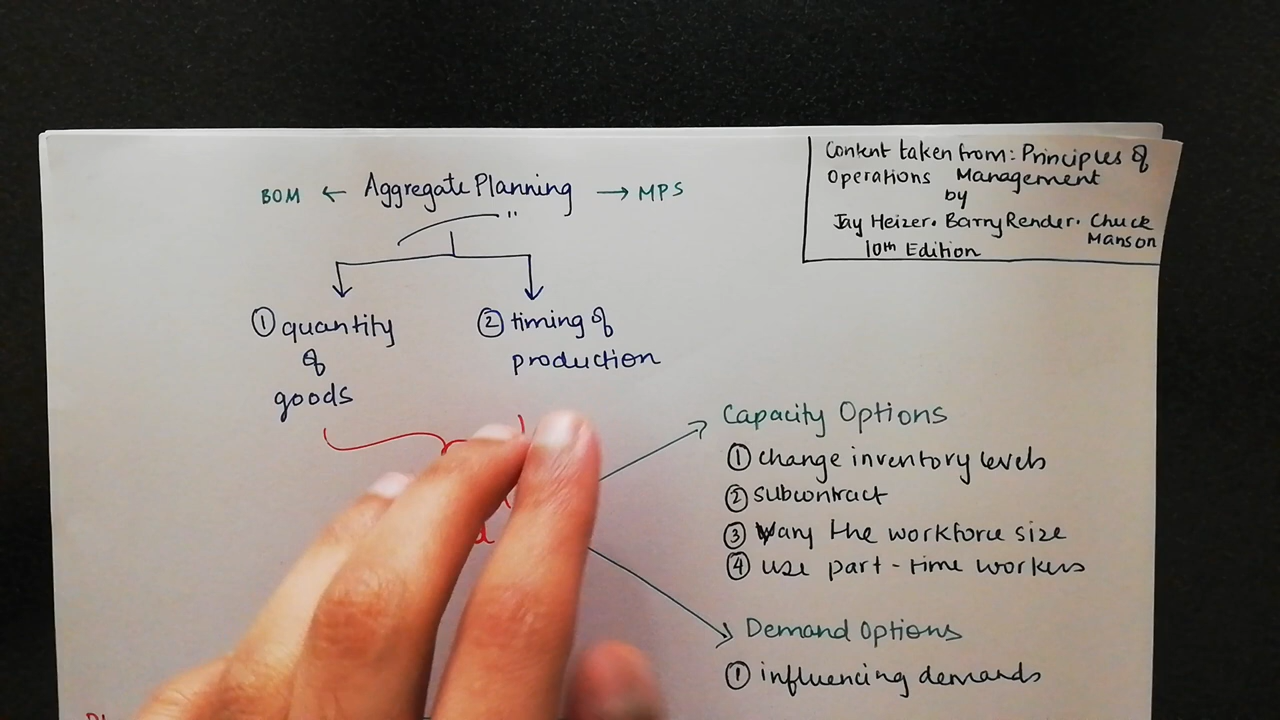 Content taken from: Principles of
Operations Management
by
Jay Heizer. Barry Render. Chuck
Manson
10th Edition
BOM ← Aggregate Planning → MPS
① quantity
of
goods
② timing of
production
Capacity Options
① change inventory levels
② subcontract
③ vary the workforce size
④ use part-time workers
Demand Options
① influencing demands